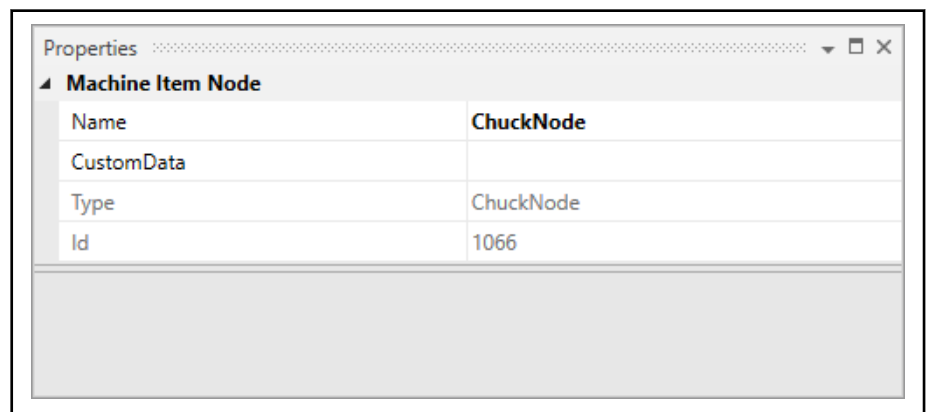 Properties
Machine Item Node
Name ChuckNode
CustomData
Type ChuckNode
Id 1066